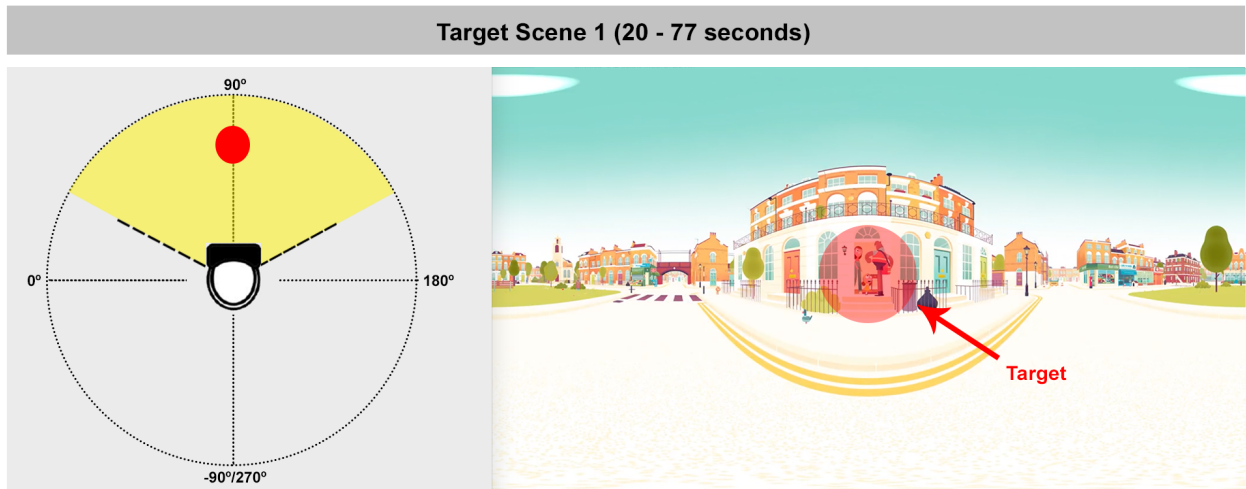 Target Scene 1 (20 - 77 seconds)
90º
0º
180º
-90º/270º
Target